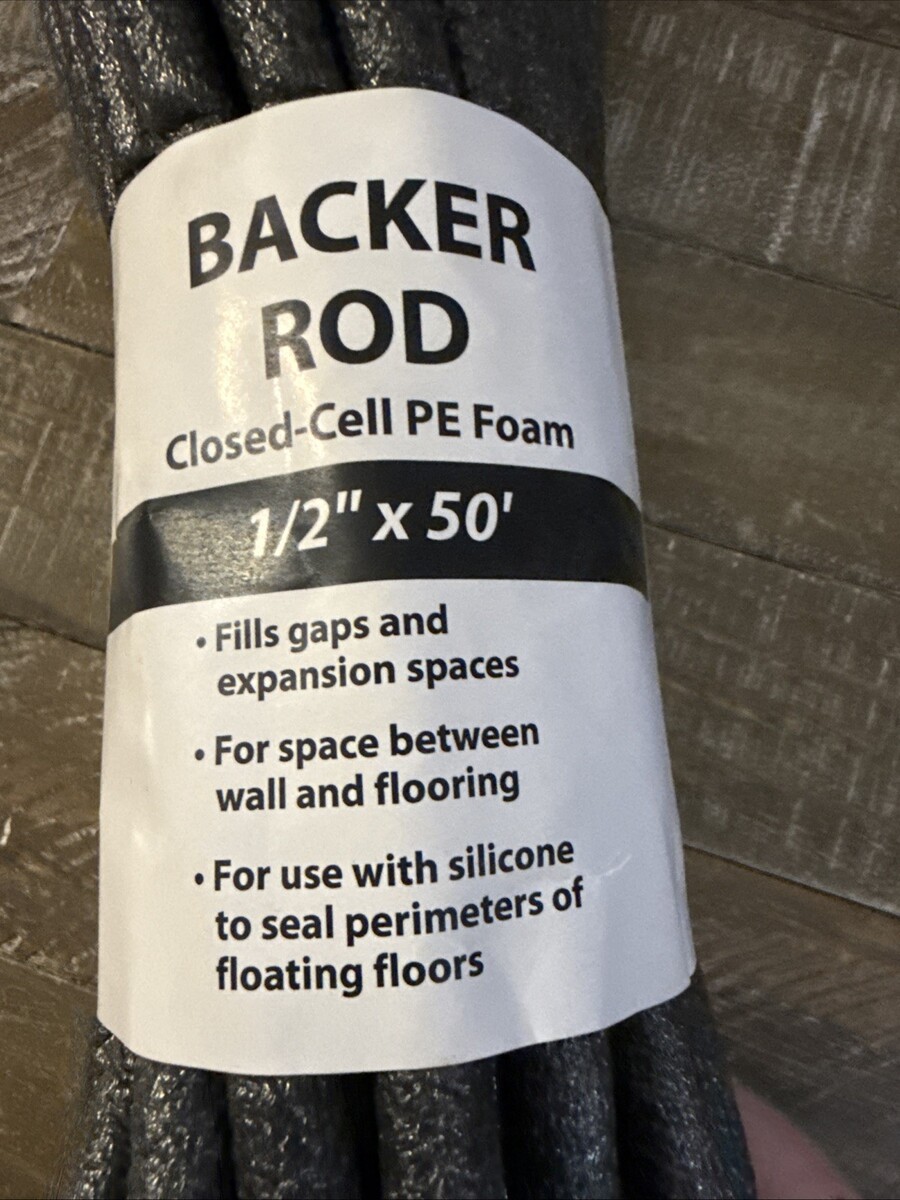 BACKER
ROD
Closed-Cell PE Foam
1/2" x 50'
• Fills gaps and
expansion spaces
• For space between
wall and flooring
• For use with silicone
to seal perimeters of
floating floors